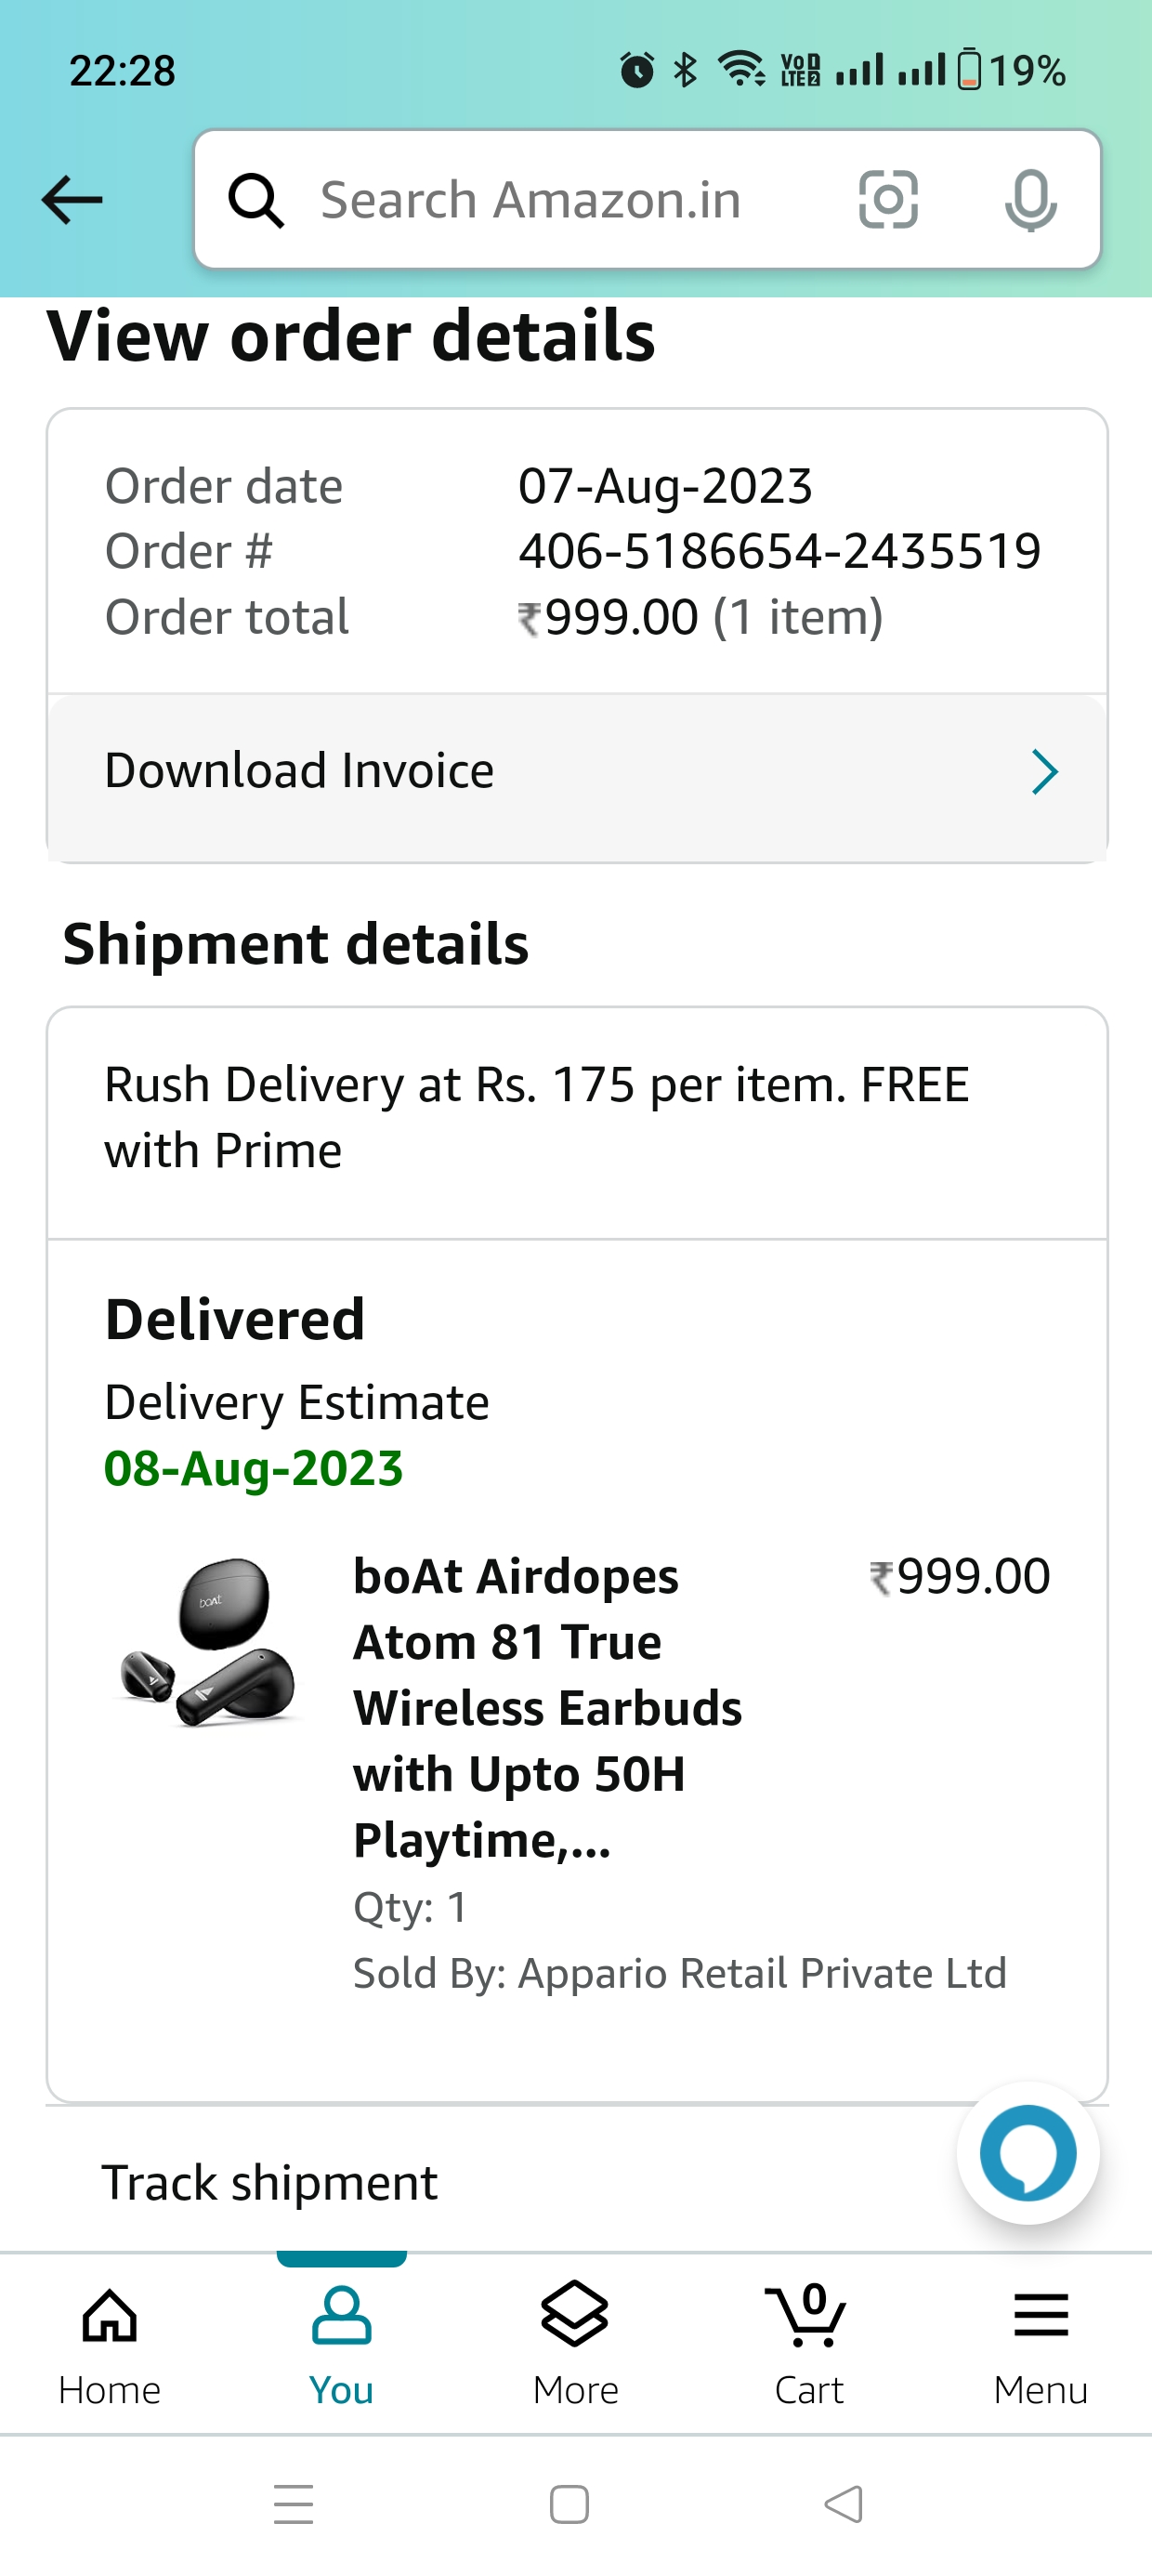 22:28
VoD LTE2
19%
Search Amazon.in
View order details
Order date 07-Aug-2023
Order # 406-5186654-2435519
Order total ₹999.00 (1 item)
Download Invoice
Shipment details
Rush Delivery at Rs. 175 per item. FREE
with Prime
Delivered
Delivery Estimate
08-Aug-2023
boAt
boAt Airdopes ₹999.00
Atom 81 True
Wireless Earbuds
with Upto 50H
Playtime,...
Qty: 1
Sold By: Appario Retail Private Ltd
Track shipment
0
Home You More Cart Menu